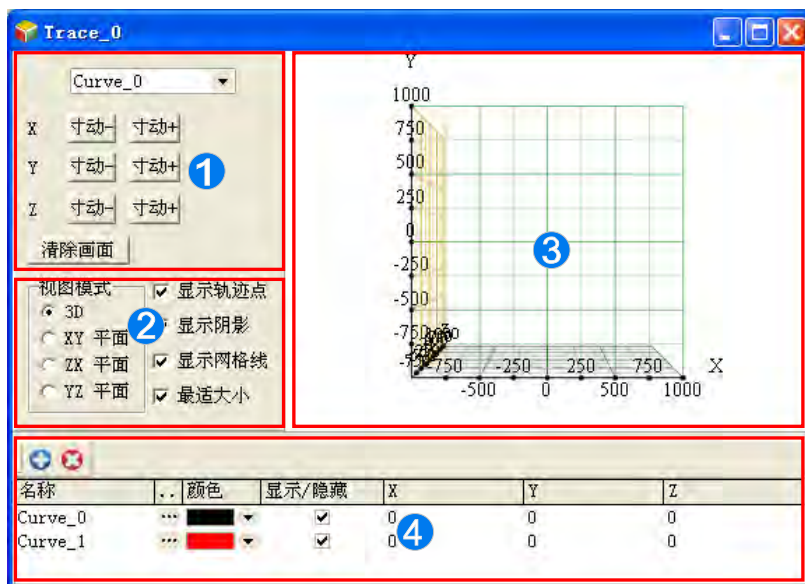 Trace_0
Curve_0
X 寸动- 寸动+
Y 寸动- 寸动+
1
Z 寸动- 寸动+
清除画面
视图模式
3D
XY 平面
ZX 平面
YZ 平面
2
显示轨迹点
显示阴影
显示网格线
最适大小
Y
1000
750
500
250
0
-250
-500
-750
3
-750 -250 250 750
X
-500 0 500 1000
名称 .. 颜色 显示/隐藏 X Y Z
Curve_0 ... 0 0 0
Curve_1 ... 0 0 0
4